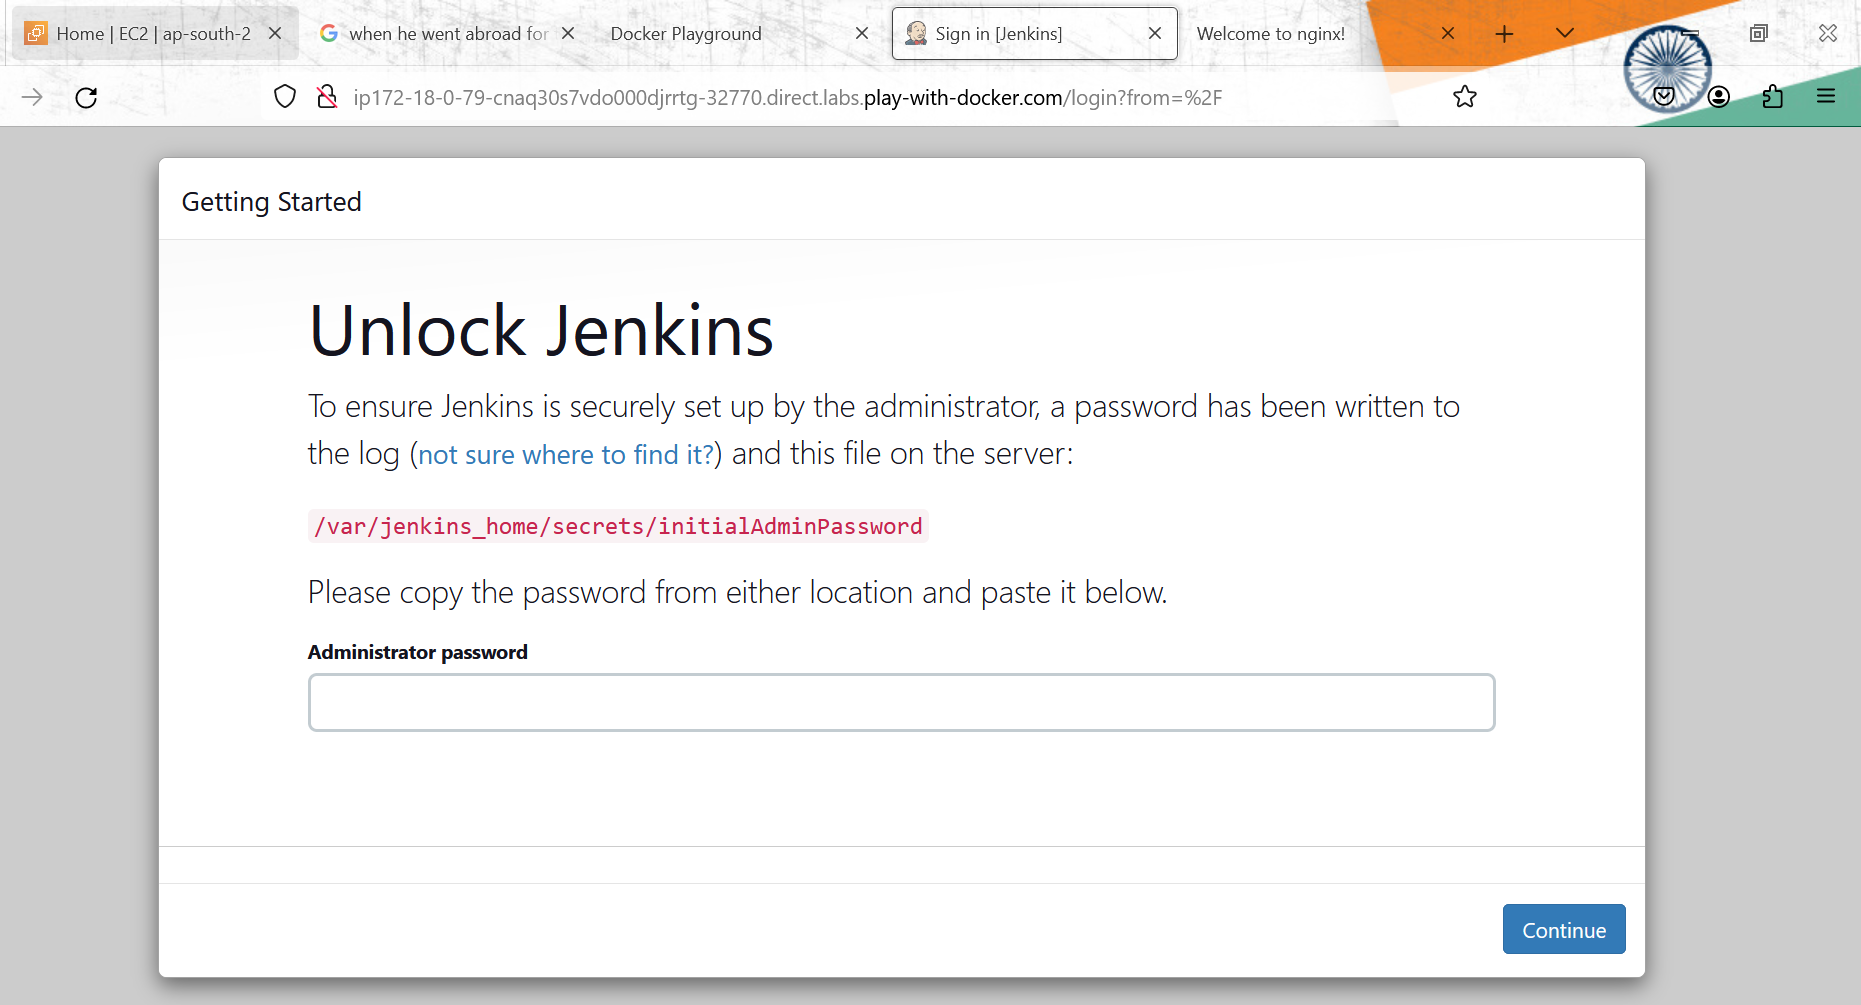 Home | EC2 | ap-south-2
when he went abroad for
Docker Playground
Sign in [Jenkins]
Welcome to nginx!
ip172-18-0-79-cnaq30s7vdo000djrrtg-32770.direct.labs.play-with-docker.com/login?from=%2F
Getting Started
Unlock Jenkins
To ensure Jenkins is securely set up by the administrator, a password has been written to
the log (not sure where to find it?) and this file on the server:
/var/jenkins_home/secrets/initialAdminPassword
Please copy the password from either location and paste it below.
Administrator password
Continue